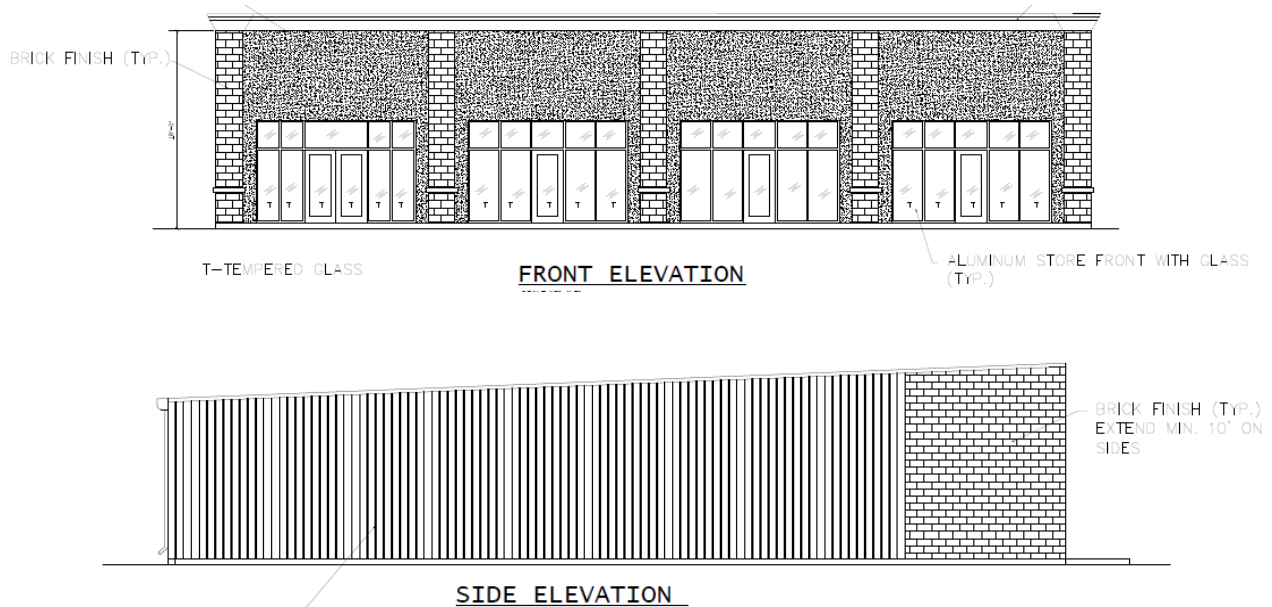 BRICK FINISH (TYP.)
T T T T T T
T T T T T
T
T T T T T
T-TEMPERED GLASS
FRONT ELEVATION
ALUMINUM STORE FRONT WITH GLASS
(TYP.)
BRICK FINISH (TYP.)
EXTEND MIN. 10' ON
SIDES
SIDE ELEVATION